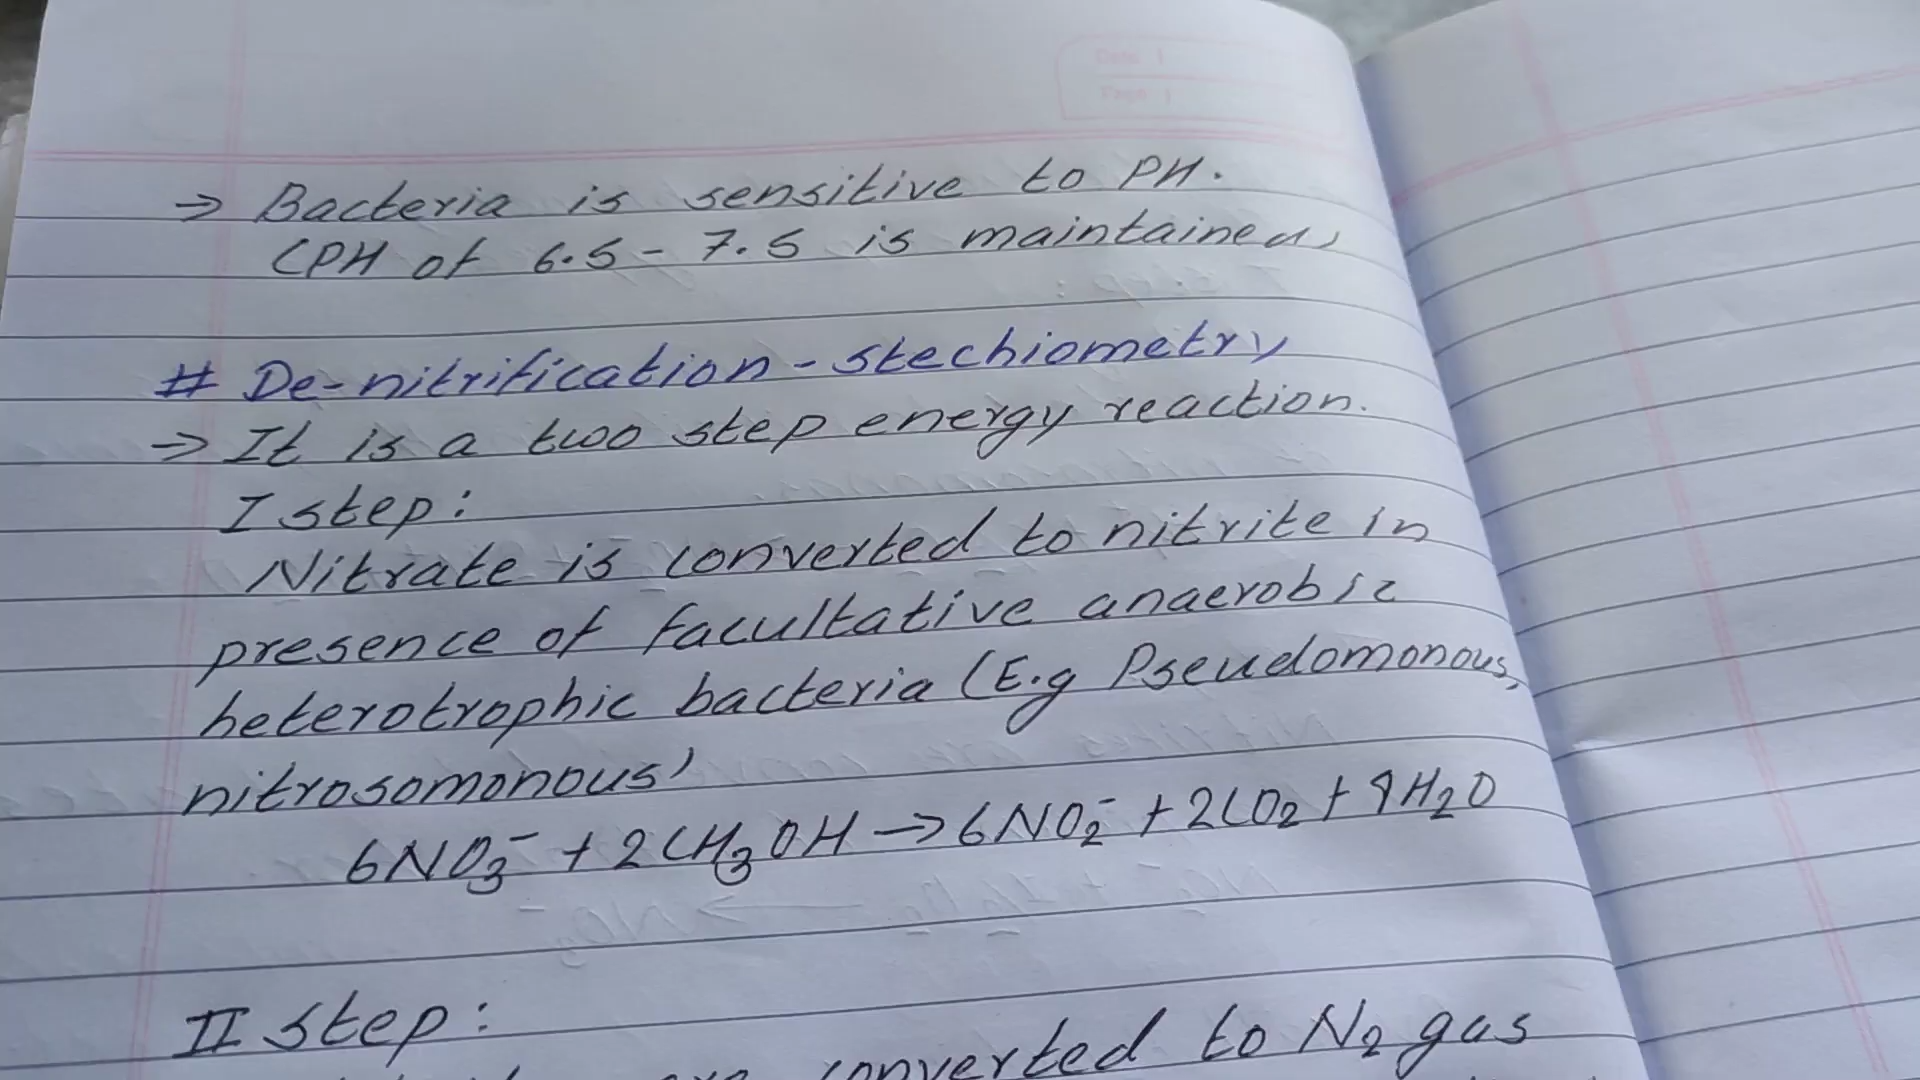 Date |
Page |
→ Bacteria is sensitive to PH.
(PH of 6.5 - 7.5 is maintained)
# De-nitrification - stechiometry
→ It is a two step energy reaction.
I step:
Nitrate is converted to nitrite in
presence of facultative anaerobic
heterotrophic bacteria (E.g Pseudomonous,
nitrosomonous)
6NO₃⁻ + 2CH₃OH → 6NO₂⁻ + 2CO₂ + 4H₂O
II step:
converted to N₂ gas